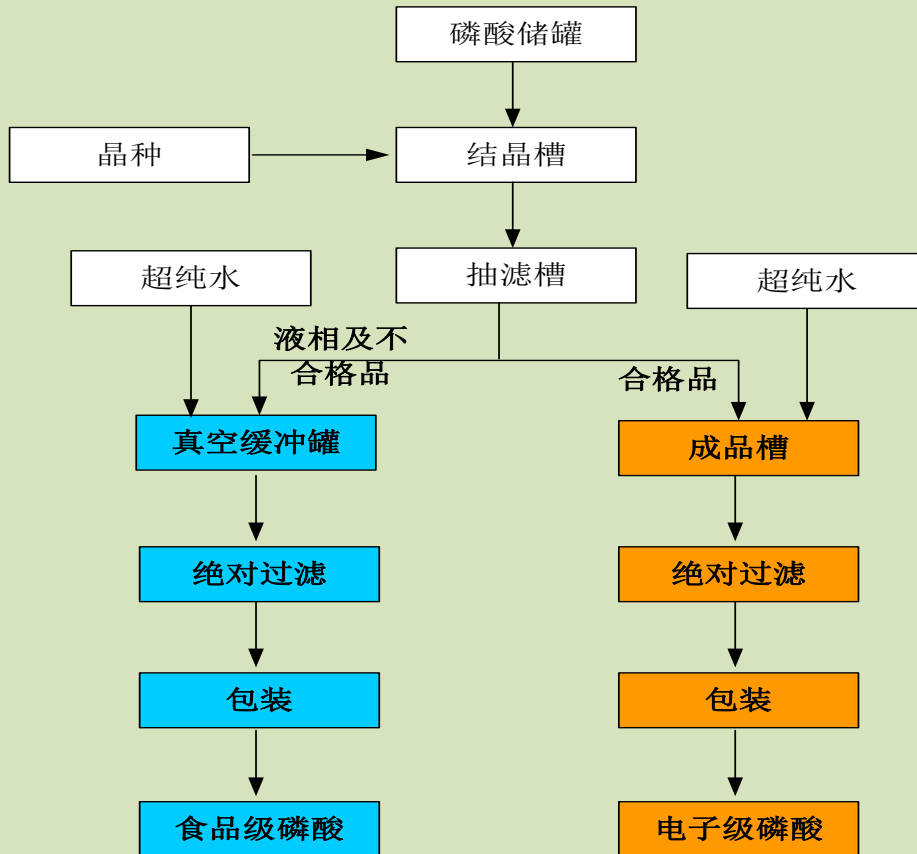 磷酸储罐
晶种
结晶槽
超纯水
抽滤槽
超纯水
液相及不
合格品
合格品
真空缓冲罐
成品槽
绝对过滤
绝对过滤
包装
包装
食品级磷酸
电子级磷酸